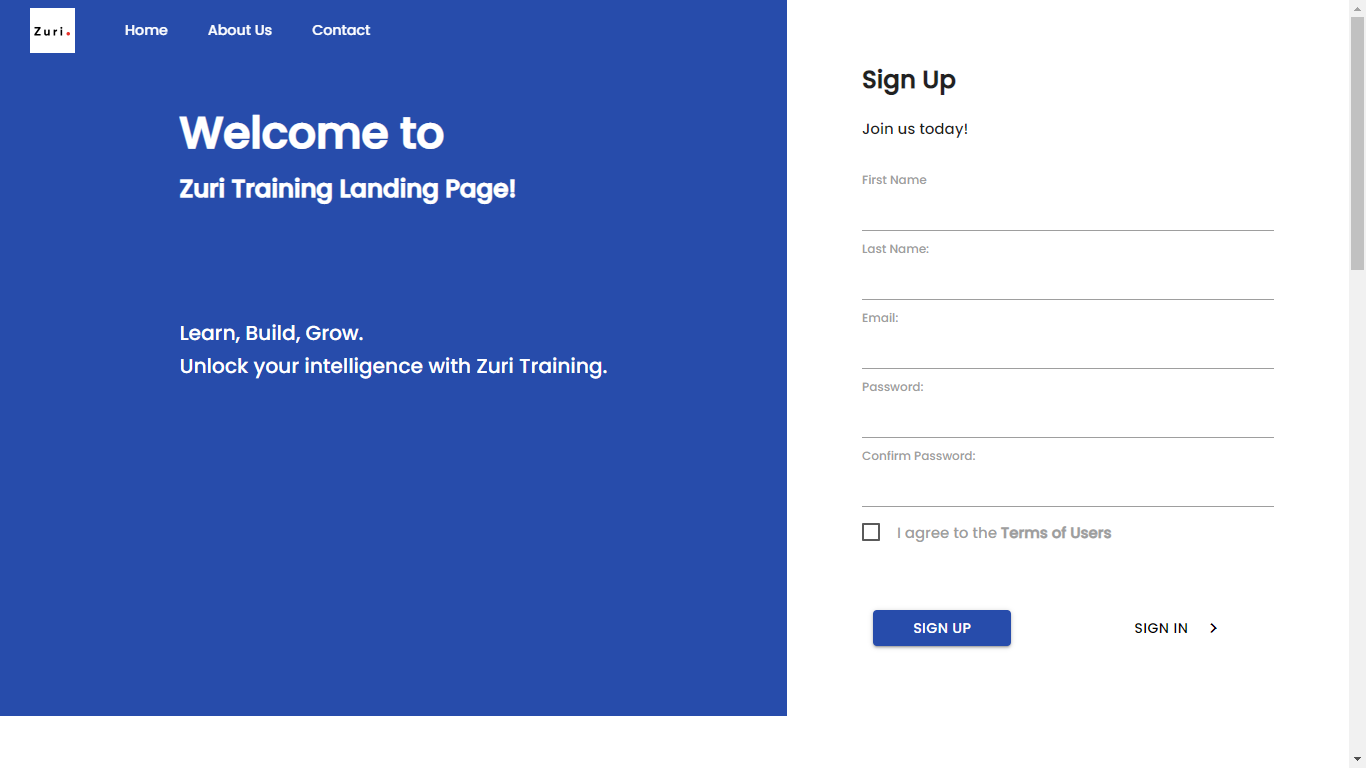 Zuri.
Home About Us Contact
Welcome to
Zuri Training Landing Page!
Learn, Build, Grow.
Unlock your intelligence with Zuri Training.
Sign Up
Join us today!
First Name
Last Name:
Email:
Password:
Confirm Password:
I agree to the Terms of Users
SIGN UP SIGN IN